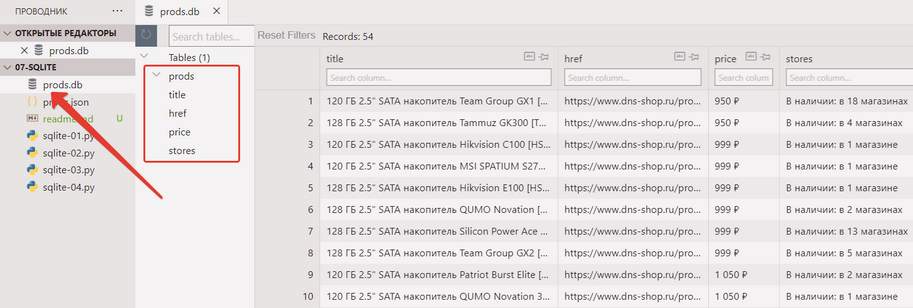 ПРОВОДНИК
ОТКРЫТЫЕ РЕДАКТОРЫ
prods.db
07-SQLITE
prods.db
.json
U
sqlite-01.py
sqlite-02.py
sqlite-03.py
sqlite-04.py
prods.db
Search tables...
Reset Filters Records: 54
Tables (1)
prods
title
href
price
stores
title href price stores
Search column... Search column... Search colum Search column...
1 120 ГБ 2.5" SATA накопитель Team Group GX1 [... https://www.dns-shop.ru/pro... 950 ₽ В наличии: в 18 магазинах
2 128 ГБ 2.5" SATA накопитель Tammuz GK300 [T... https://www.dns-shop.ru/pro... 950 ₽ В наличии: в 4 магазинах
3 120 ГБ 2.5" SATA накопитель Hikvision C100 [HS... https://www.dns-shop.ru/pro... 999 ₽ В наличии: в 1 магазине
4 120 ГБ 2.5" SATA накопитель MSI SPATIUM S27... https://www.dns-shop.ru/pro... 999 ₽ В наличии: в 1 магазине
5 128 ГБ 2.5" SATA накопитель Hikvision E100 [HS... https://www.dns-shop.ru/pro... 999 ₽ В наличии: в 1 магазине
6 120 ГБ 2.5" SATA накопитель QUMO Novation [... https://www.dns-shop.ru/pro... 999 ₽ В наличии: в 2 магазинах
7 128 ГБ 2.5" SATA накопитель Silicon Power Ace ... https://www.dns-shop.ru/pro... 999 ₽ В наличии: в 13 магазинах
8 128 ГБ 2.5" SATA накопитель Team Group GX2 [... https://www.dns-shop.ru/pro... 999 ₽ В наличии: в 5 магазинах
9 120 ГБ 2.5" SATA накопитель Patriot Burst Elite [... https://www.dns-shop.ru/pro... 1 050 ₽ В наличии: в 2 магазинах
10 120 ГБ 2.5" SATA накопитель QUMO Novation 3... https://www.dns-shop.ru/pro... 1 050 ₽ В наличии: в 1 магазине